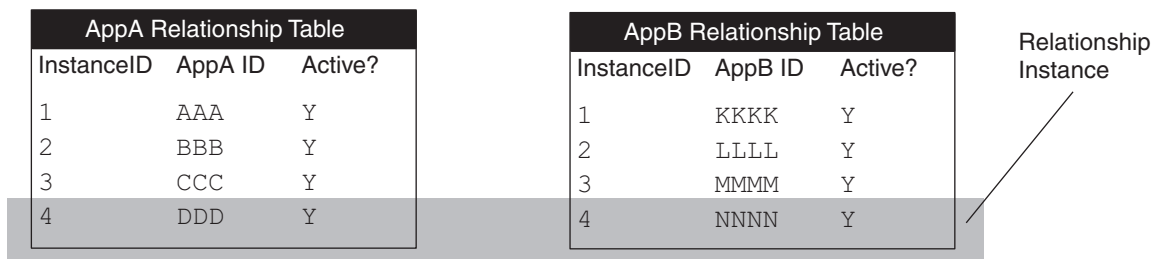 AppA Relationship Table
InstanceID AppA ID Active?
1 AAA Y
2 BBB Y
3 CCC Y
4 DDD Y
AppB Relationship Table
InstanceID AppB ID Active?
1 KKKK Y
2 LLLL Y
3 MMMM Y
4 NNNN Y
Relationship
Instance